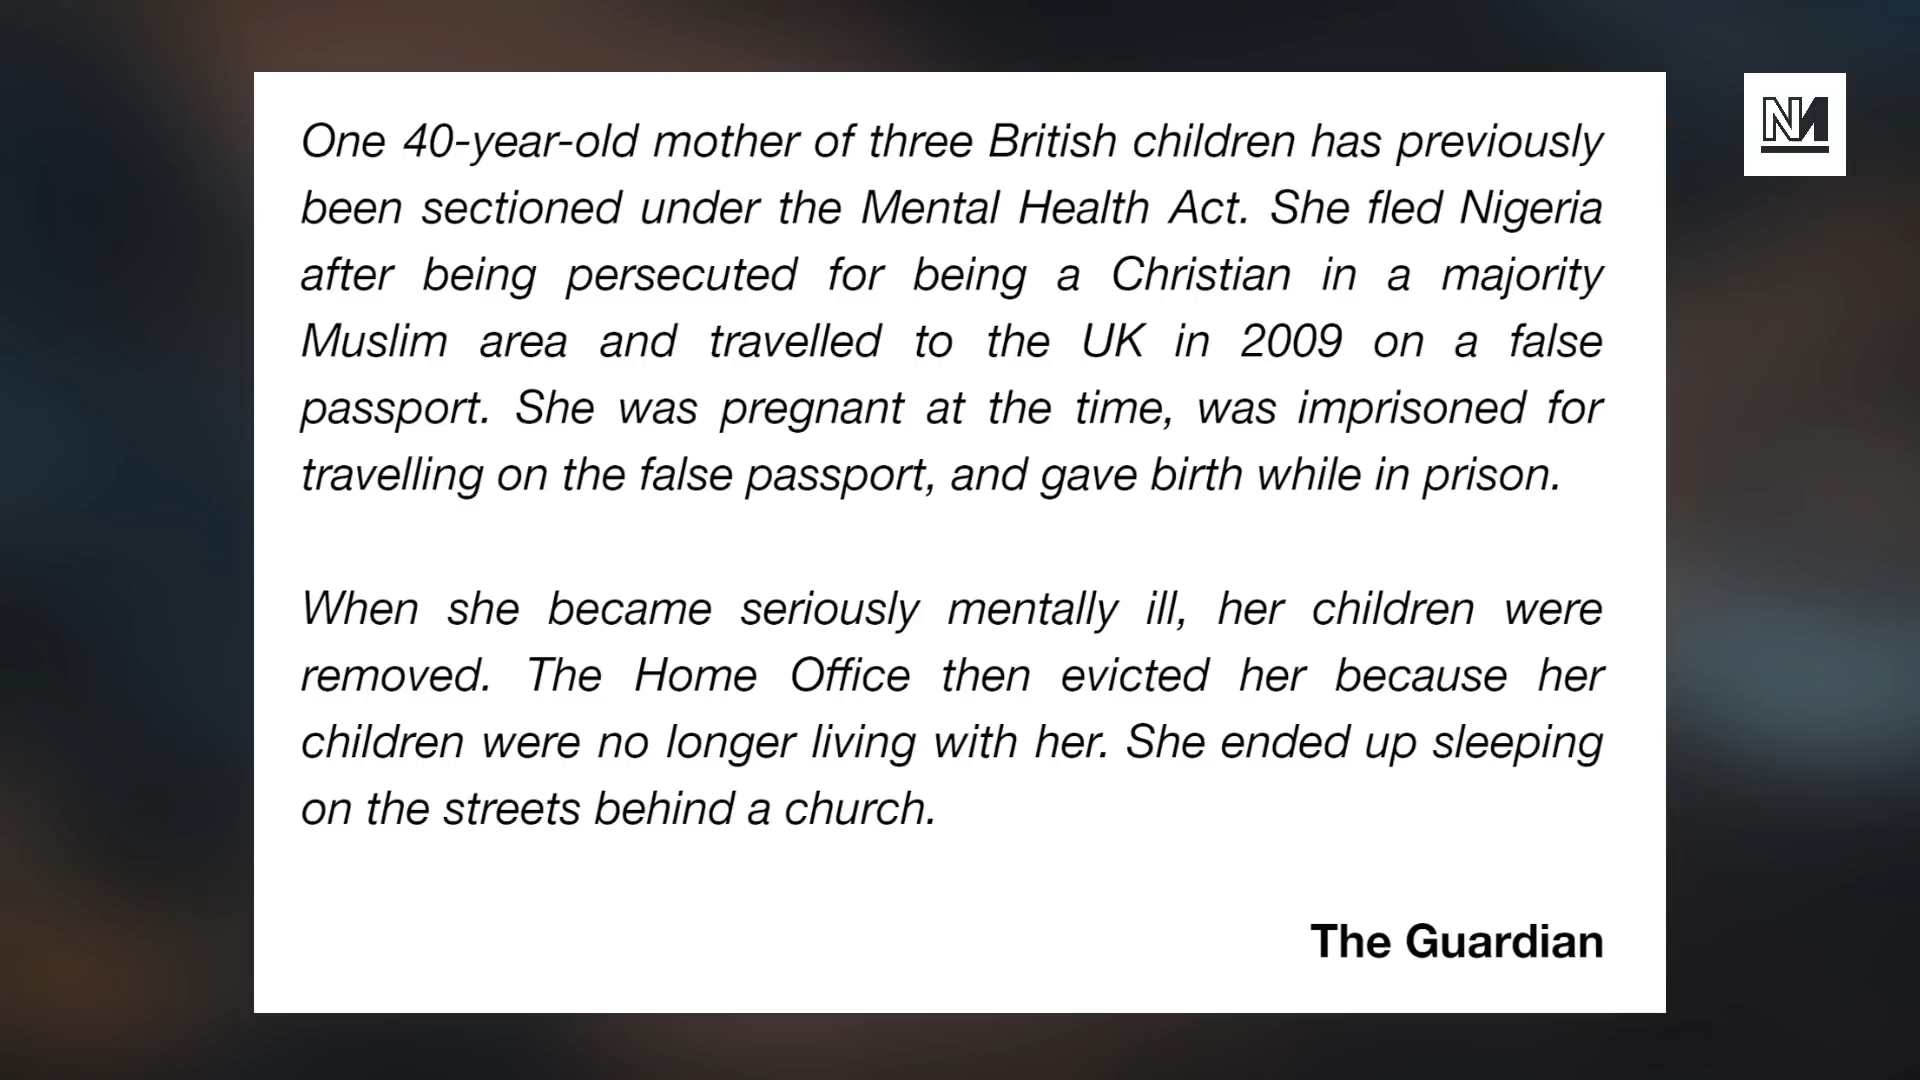 One 40-year-old mother of three British children has previously
been sectioned under the Mental Health Act. She fled Nigeria
after being persecuted for being a Christian in a majority
Muslim area and travelled to the UK in 2009 on a false
passport. She was pregnant at the time, was imprisoned for
travelling on the false passport, and gave birth while in prison.
When she became seriously mentally ill, her children were
removed. The Home Office then evicted her because her
children were no longer living with her. She ended up sleeping
on the streets behind a church.
The Guardian
NM